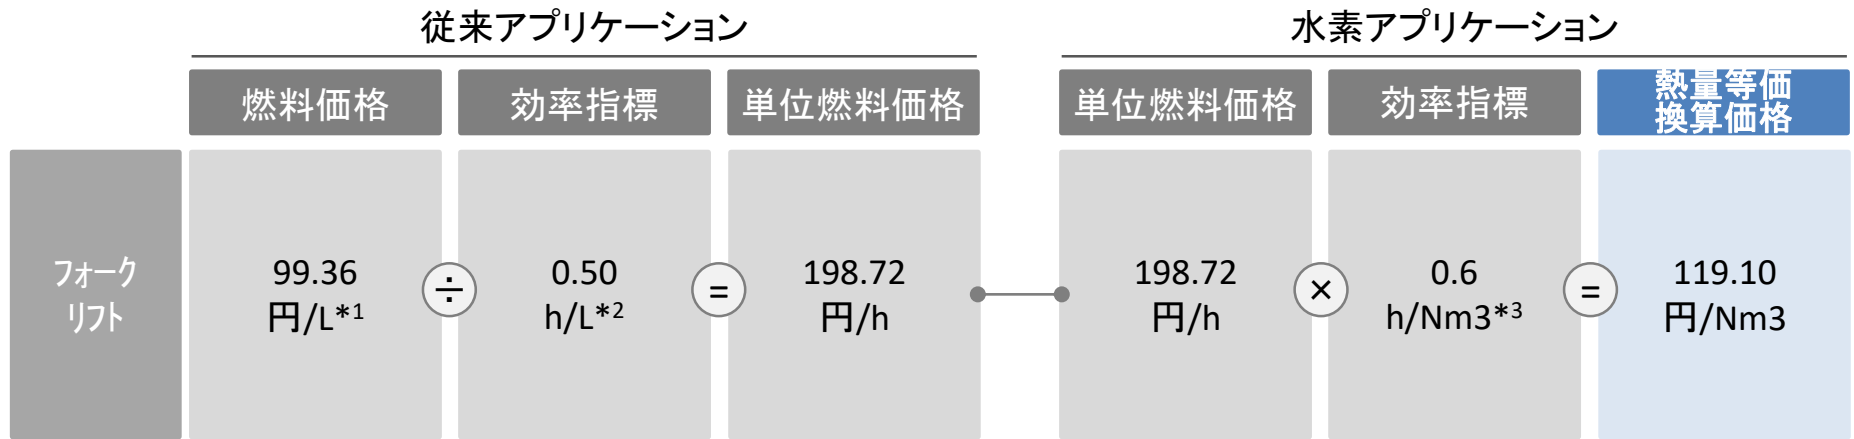 従来アプリケーション
水素アプリケーション
燃料価格
効率指標
単位燃料価格
単位燃料価格
効率指標
熱量等価
換算価格
フォーク
リフト
99.36
円/L*1
÷
0.50
h/L*2
=
198.72
円/h
198.72
円/h
×
0.6
h/Nm3*3
=
119.10
円/Nm3